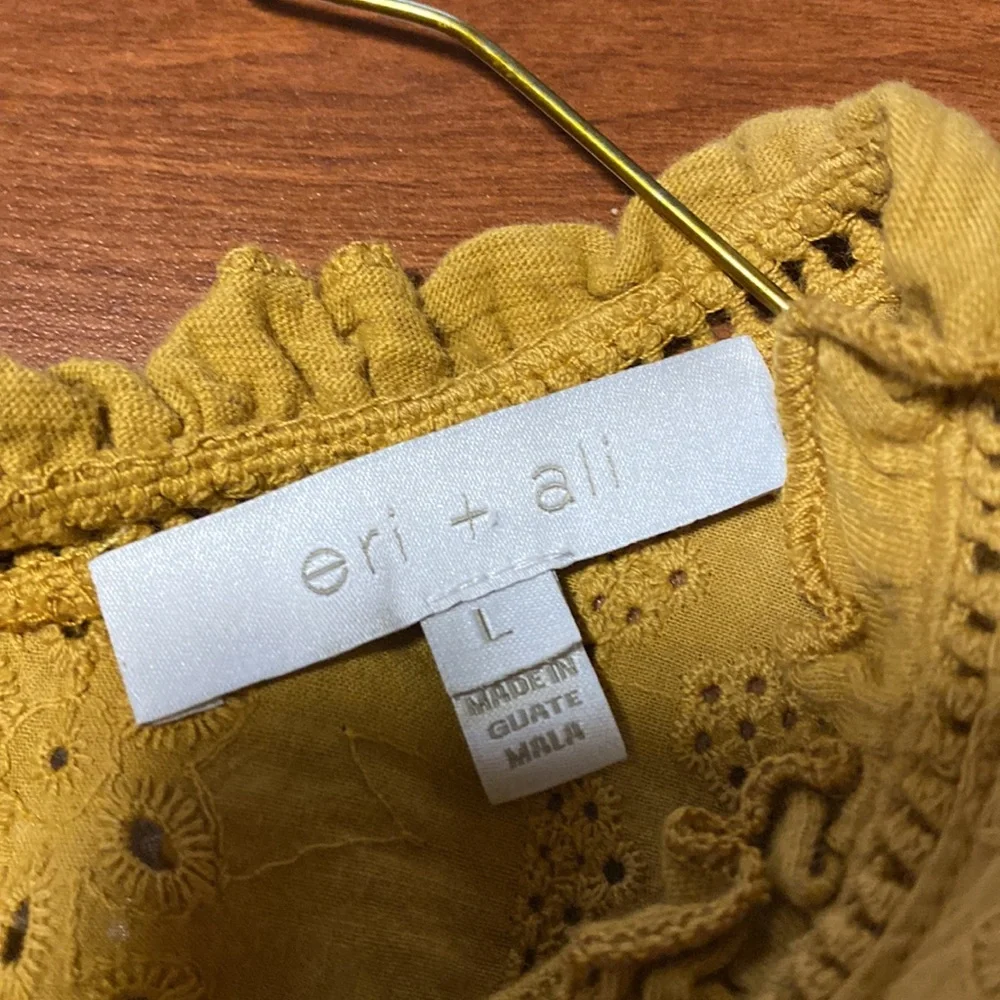 eri + ali
L
MADE IN
GUATE
MALA